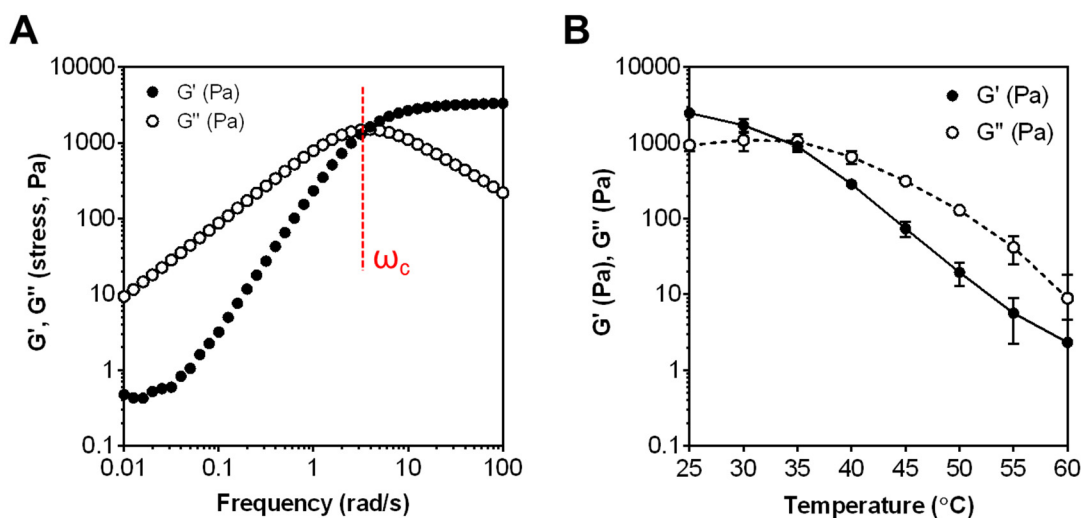 A
G' (Pa)
G'' (Pa)
ωc
10000
1000
100
10
1
0.1
0.01
0.1
1
10
100
G', G'' (stress, Pa)
Frequency (rad/s)
B
G' (Pa)
G'' (Pa)
10000
1000
100
10
1
0.1
25
30
35
40
45
50
55
60
G' (Pa), G'' (Pa)
Temperature (°C)